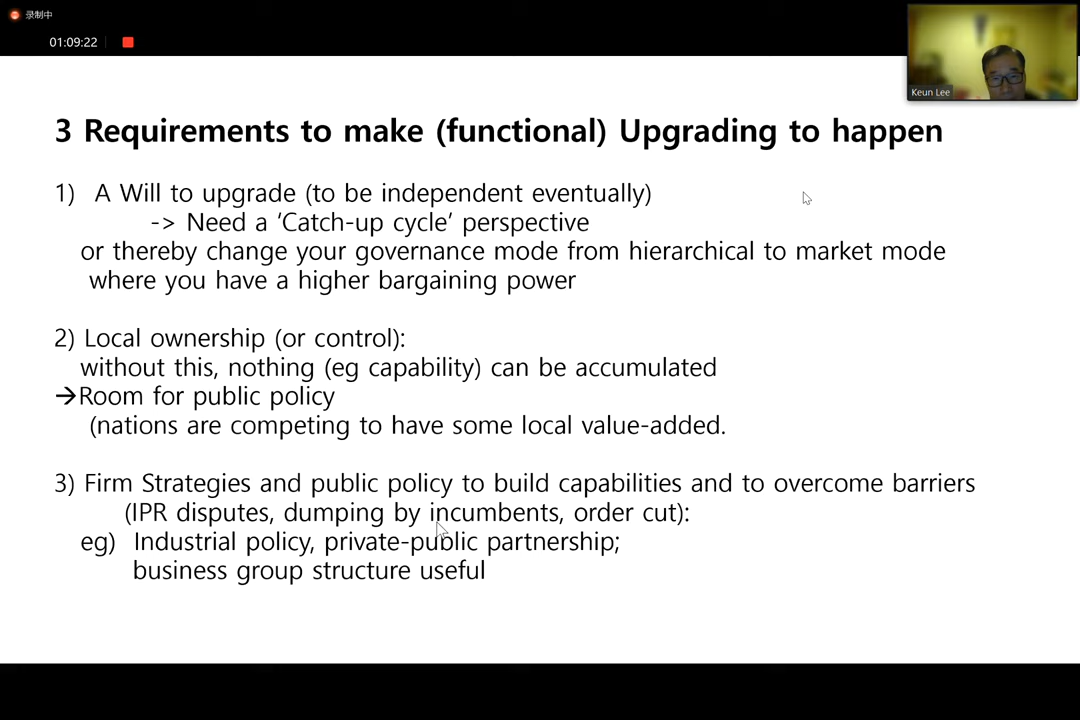 录制中
01:09:22
Keun Lee
3 Requirements to make (functional) Upgrading to happen
1) A Will to upgrade (to be independent eventually)
-> Need a ‘Catch-up cycle’ perspective
or thereby change your governance mode from hierarchical to market mode
where you have a higher bargaining power
2) Local ownership (or control):
without this, nothing (eg capability) can be accumulated
→Room for public policy
(nations are competing to have some local value-added.
3) Firm Strategies and public policy to build capabilities and to overcome barriers
(IPR disputes, dumping by incumbents, order cut):
eg) Industrial policy, private-public partnership;
business group structure useful